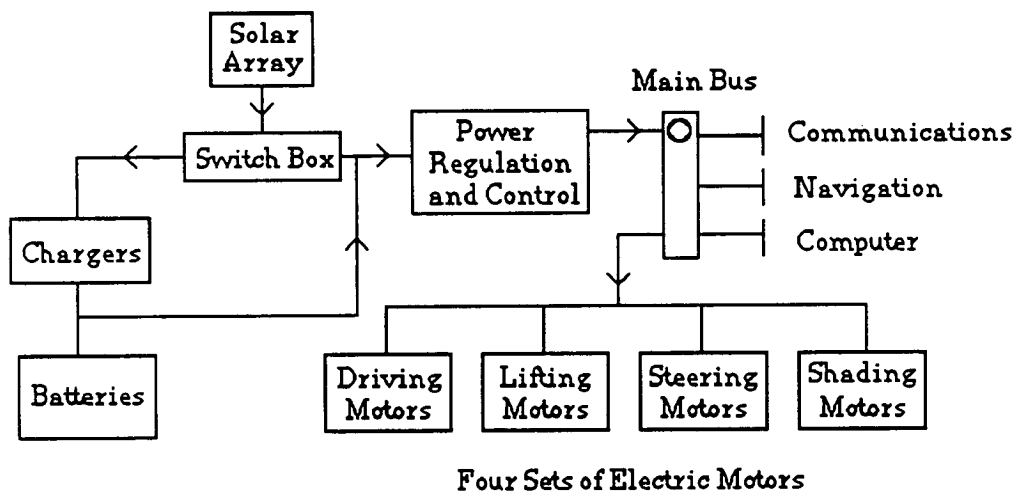 Solar
Array
Main Bus
Switch Box
Power
Regulation
and Control
Communications
Navigation
Computer
Chargers
Batteries
Driving
Motors
Lifting
Motors
Steering
Motors
Shading
Motors
Four Sets of Electric Motors